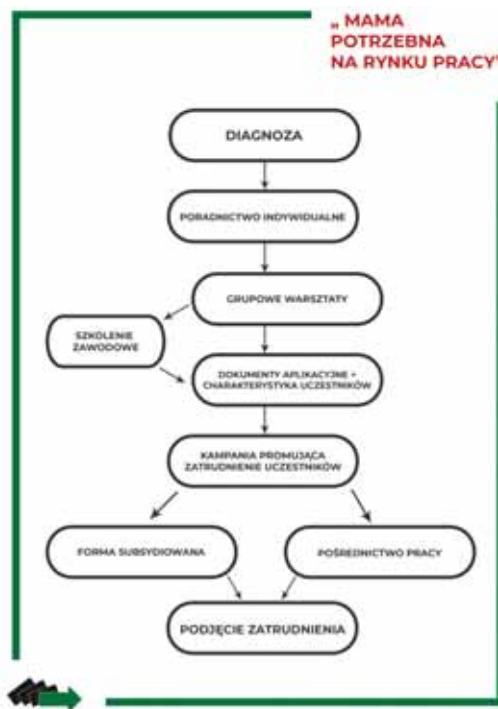 „ MAMA
POTRZEBNA
NA RYNKU PRACY"
DIAGNOZA
PORADNICTWO INDYWIDUALNE
GRUPOWE WARSZTATY
SZKOLENIE
ZAWODOWE
DOKUMENTY APLIKACYJNE +
CHARAKTERYSTYKA UCZESTNIKÓW
KAMPANIA PROMUJĄCA
ZATRUDNIENIE UCZESTNIKÓW
FORMA SUBSYDIOWANA
POŚREDNICTWO PRACY
PODJĘCIE ZATRUDNIENIA